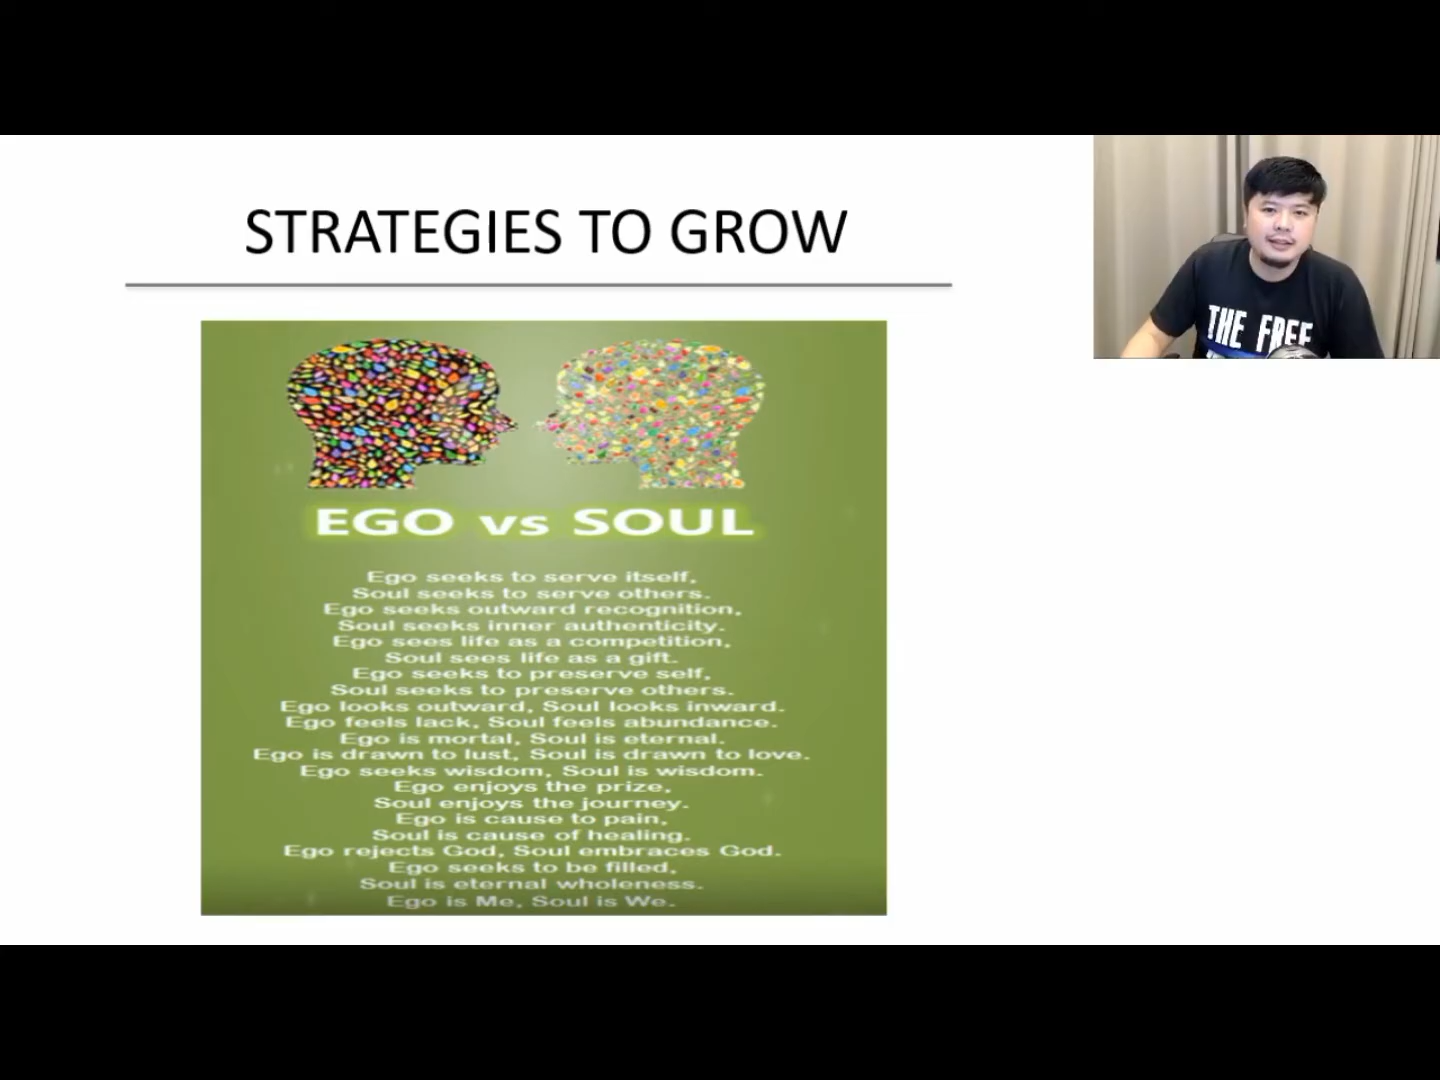 STRATEGIES TO GROW
THE FREE
EGO vs SOUL
Ego seeks to serve itself,
Soul seeks to serve others.
Ego seeks outward recognition,
Soul seeks inner authenticity.
Ego sees life as a competition,
Soul sees life as a gift.
Ego seeks to preserve self,
Soul seeks to preserve others.
Ego looks outward, Soul looks inward.
Ego feels lack, Soul feels abundance.
Ego is mortal, Soul is eternal.
Ego is drawn to lust, Soul is drawn to love.
Ego seeks wisdom, Soul is wisdom.
Ego enjoys the prize,
Soul enjoys the journey.
Ego is cause to pain,
Soul is cause of healing.
Ego rejects God, Soul embraces God.
Ego seeks to be filled,
Soul is eternal wholeness.
Ego is Me, Soul is We.